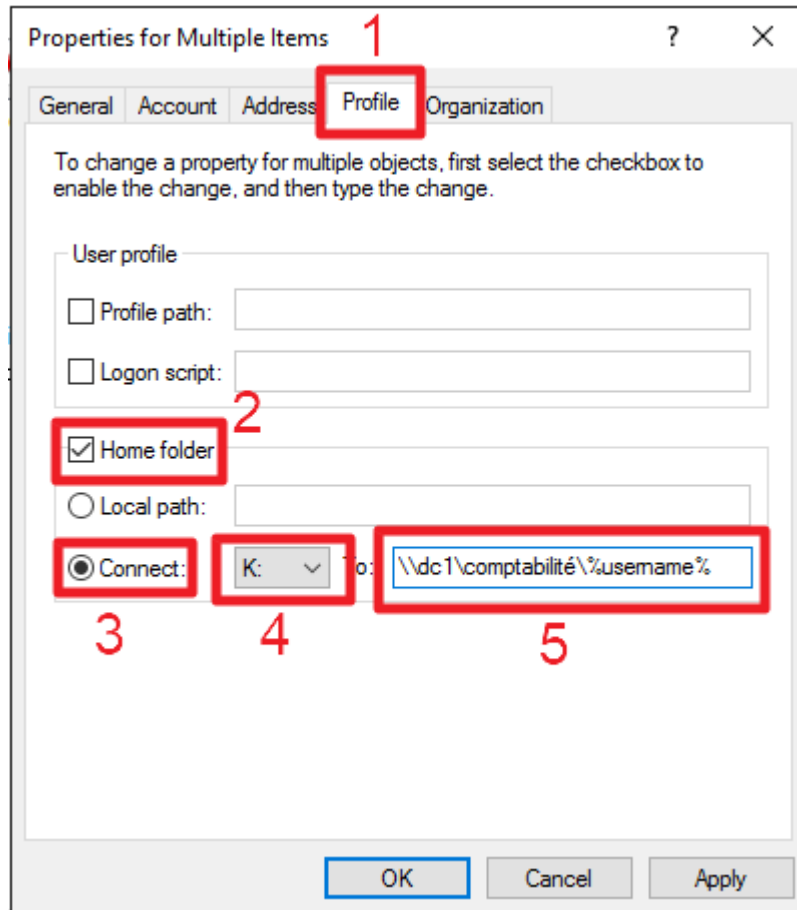 Properties for Multiple Items 1 ? X
General Account Address Profile Organization
To change a property for multiple objects, first select the checkbox to
enable the change, and then type the change.
User profile
Profile path:
Logon script:
2
Home folder
Local path:
Connect: K: To: \\dc1\comptabilité\%username%
3 4 5
OK Cancel Apply